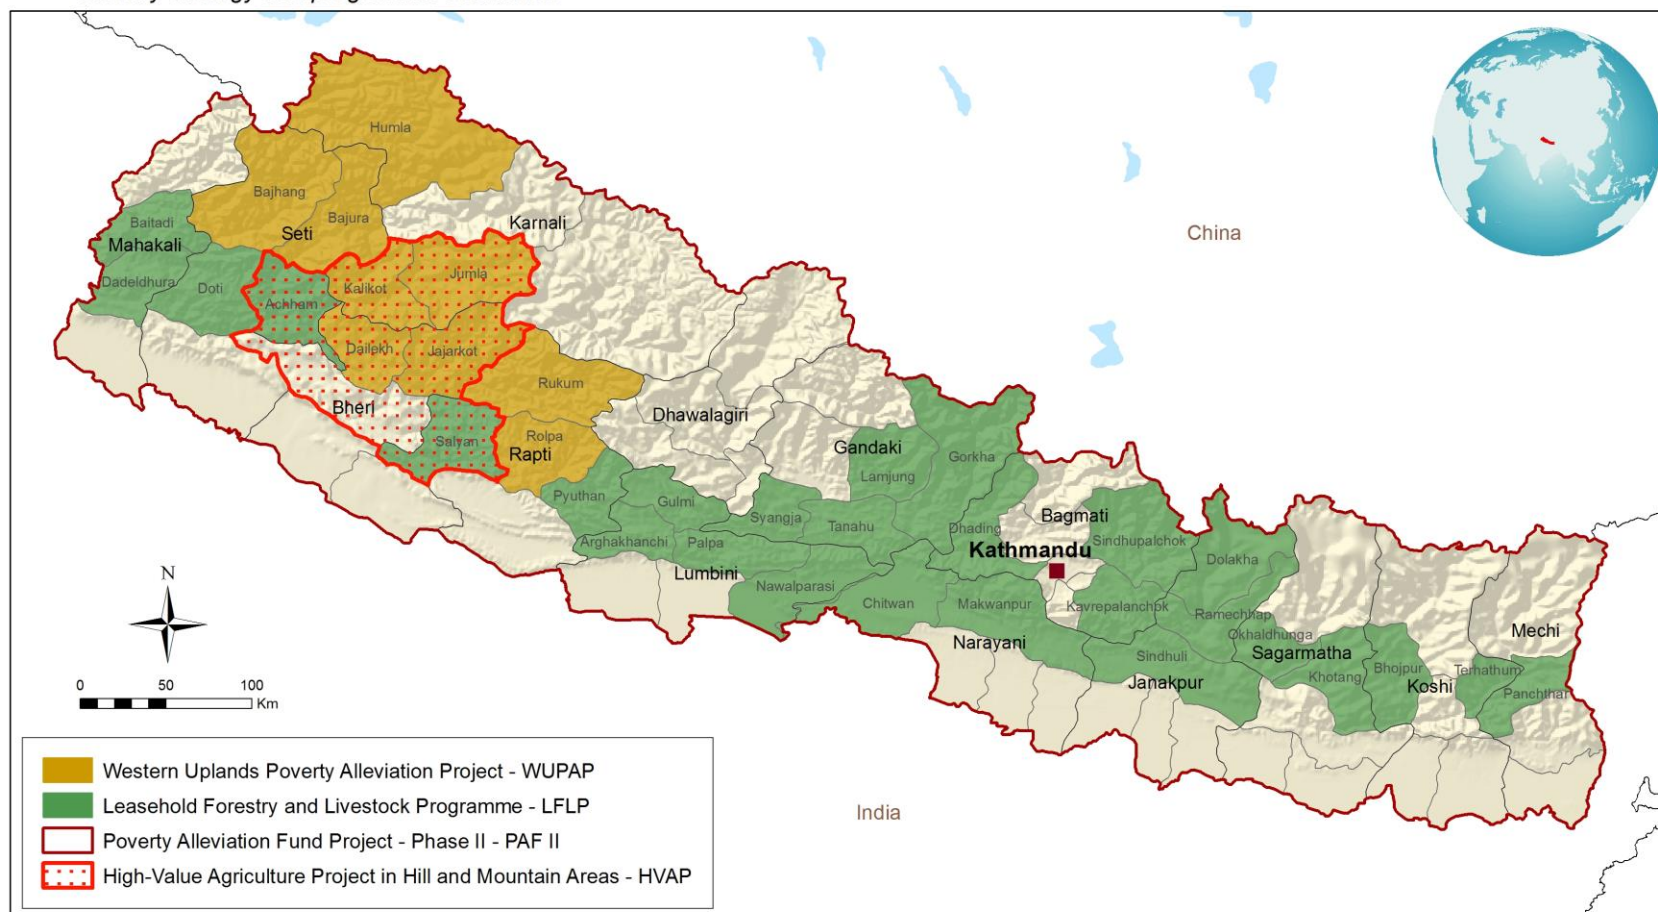 Humla
Bajhang
Bajura
Seti
Karnali
Baitadi
Mahakali
Dadeldhura
Doti
Achham
Kalikot
Jumla
Dailekh
Jajarkot
Bheri
Salyan
Rukum
Rolpa
Rapti
China
Dhawalagiri
Gandaki
Lamjung
Gorkha
Pyuthan
Gulmi
Syangja
Tanahu
Arghakhanchi
Palpa
Lumbini
Nawalparasi
Chitwan
Dhading
Bagmati
Kathmandu
Sindhupalchok
Dolakha
Makwanpur
Kavrepalanchok
Ramechhap
Okhaldhunga
Narayani
Sindhuli
Janakpur
Sagarmatha
Khotang
Bhojpur
Koshi
Terhathum
Panchthar
Mechi
India
N
0 50 100
Km
Western Uplands Poverty Alleviation Project - WUPAP
Leasehold Forestry and Livestock Programme - LFLP
Poverty Alleviation Fund Project - Phase II - PAF II
High-Value Agriculture Project in Hill and Mountain Areas - HVAP